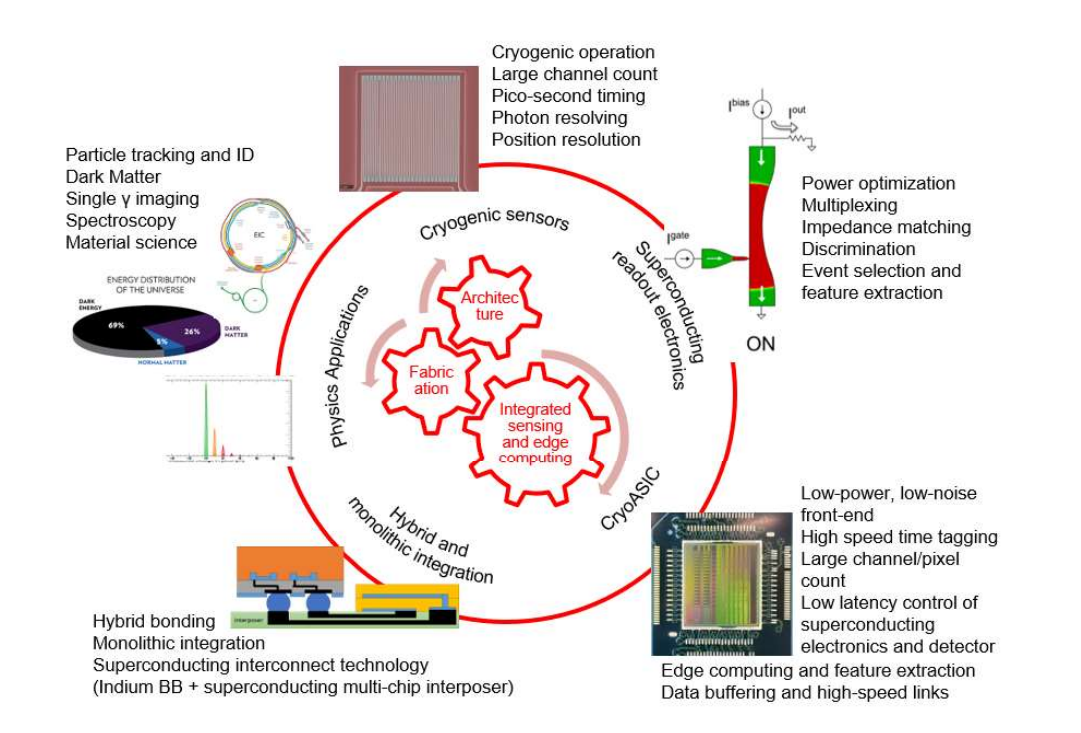 Cryogenic operation
Large channel count
Pico-second timing
Photon resolving
Position resolution
I bias
I out
Particle tracking and ID
Dark Matter
Single γ imaging
Spectroscopy
Material science
EIC
ENERGY DISTRIBUTION
OF THE UNIVERSE
DARK
ENERGY
69%
26%
5%
DARK
MATTER
NORMAL MATTER
Power optimization
Multiplexing
Impedance matching
Discrimination
Event selection and
feature extraction
I gate
ON
Cryogenic sensors
Superconducting
readout electronics
Physics Applications
Architec
ture
Fabric
ation
Integrated
sensing
and edge
computing
CryoASIC
Hybrid and
monolithic integration
Low-power, low-noise
front-end
High speed time tagging
Large channel/pixel
count
Low latency control of
superconducting
electronics and detector
Edge computing and feature extraction
Data buffering and high-speed links
Interposer
Hybrid bonding
Monolithic integration
Superconducting interconnect technology
(Indium BB + superconducting multi-chip interposer)